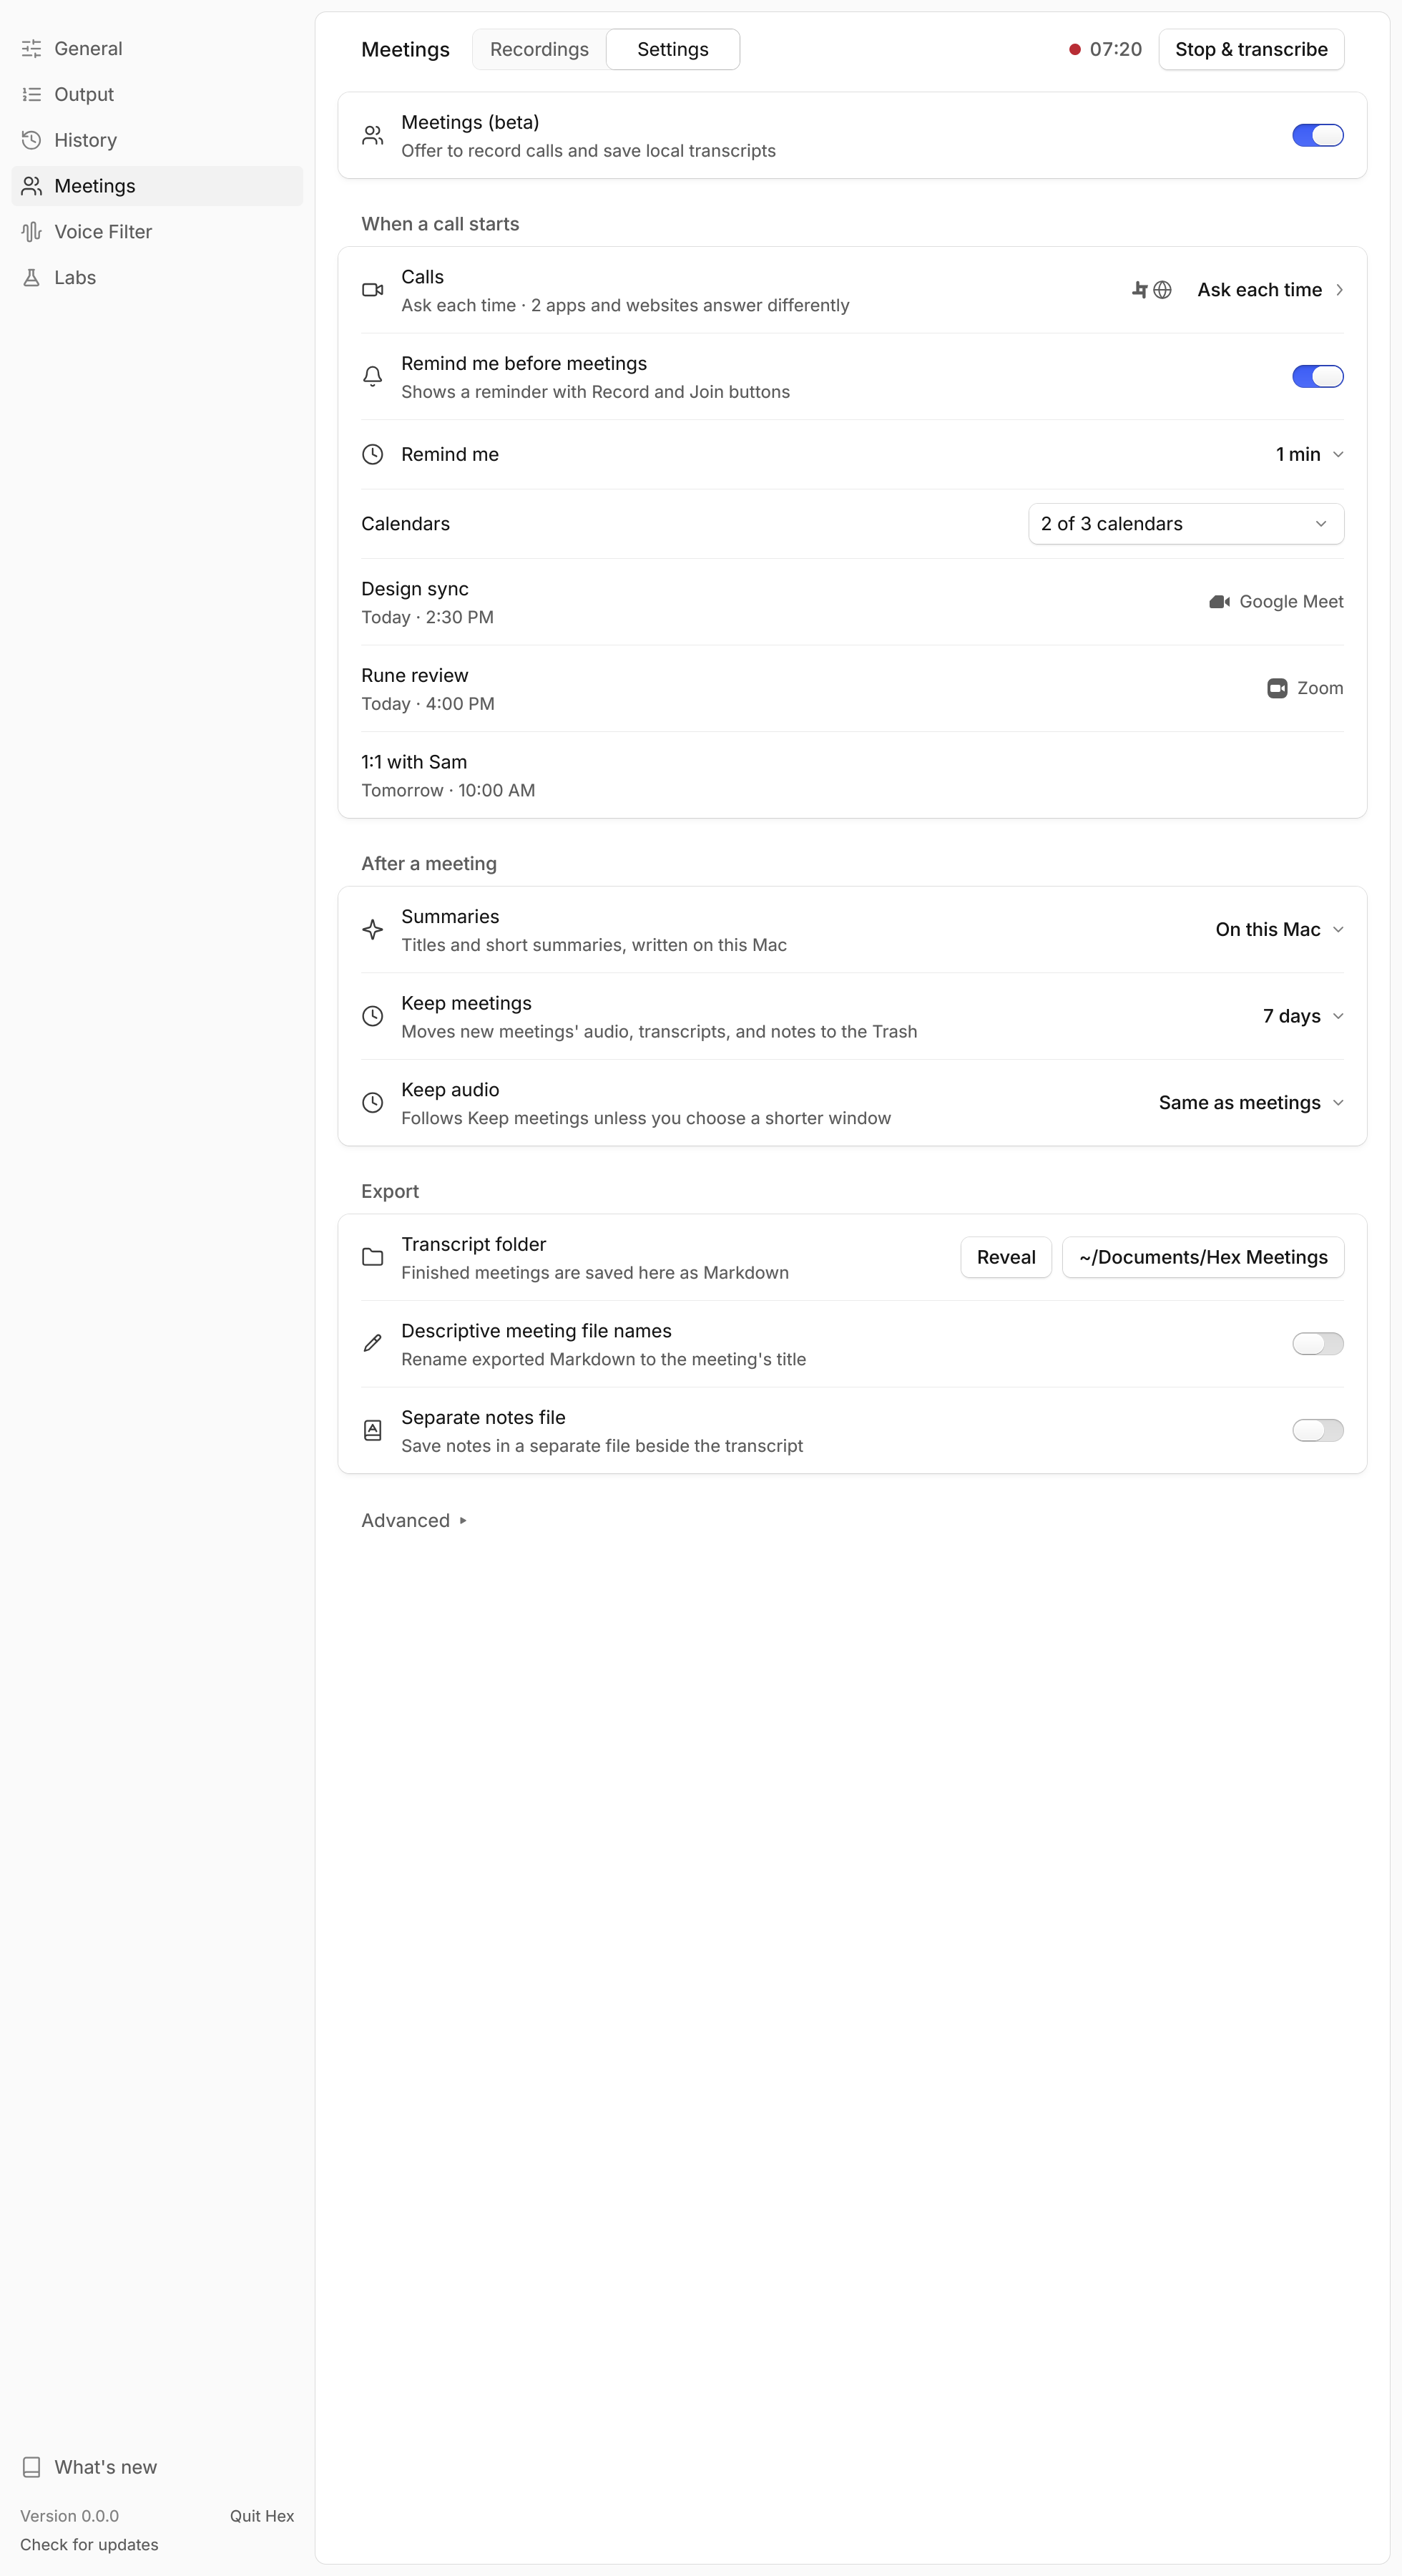 General
Output
History
Meetings
Voice Filter
Labs
Meetings
Recordings
Settings
07:20
Stop & transcribe
Meetings (beta)
Offer to record calls and save local transcripts
When a call starts
Calls
Ask each time · 2 apps and websites answer differently
Ask each time
Remind me before meetings
Shows a reminder with Record and Join buttons
Remind me
1 min
Calendars
2 of 3 calendars
Design sync
Today · 2:30 PM
Google Meet
Rune review
Today · 4:00 PM
Zoom
1:1 with Sam
Tomorrow · 10:00 AM
After a meeting
Summaries
Titles and short summaries, written on this Mac
On this Mac
Keep meetings
Moves new meetings' audio, transcripts, and notes to the Trash
7 days
Keep audio
Follows Keep meetings unless you choose a shorter window
Same as meetings
Export
Transcript folder
Finished meetings are saved here as Markdown
Reveal
~/Documents/Hex Meetings
Descriptive meeting file names
Rename exported Markdown to the meeting's title
Separate notes file
Save notes in a separate file beside the transcript
Advanced
What's new
Version 0.0.0
Quit Hex
Check for updates